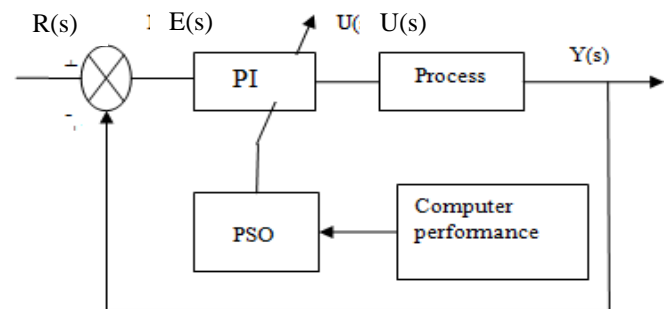 R(s) E(s) U( U(s)
Y(s)
+
PI
Process
-
PSO
Computer
performance